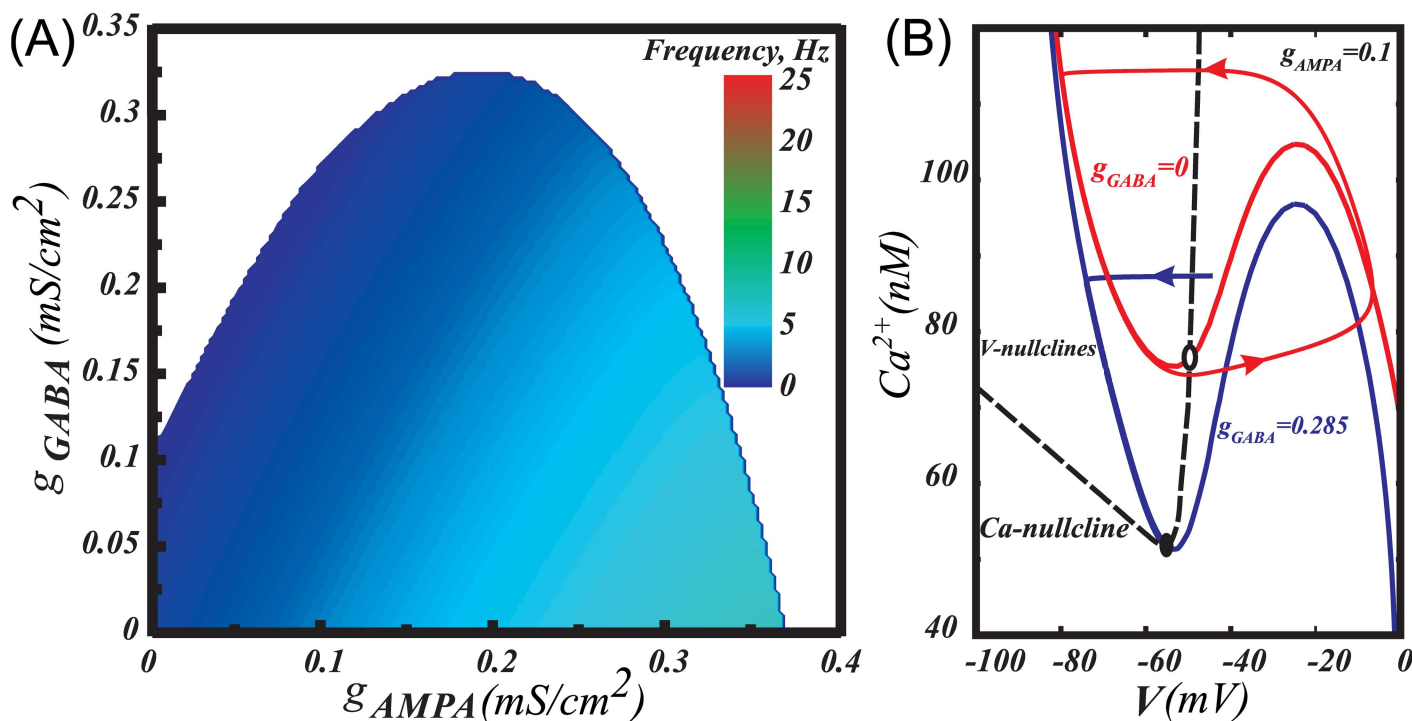 (A)
Frequency, Hz
25
20
15
10
5
0
0.35
0.3
0.25
0.2
0.15
0.1
0.05
0
g GABA (mS/cm²)
0
0.1
0.2
0.3
0.4
g AMPA(mS/cm²)
(B)
gAMPA=0.1
gGABA=0
V-nullclines
gGABA=0.285
Ca-nullcline
100
80
60
40
Ca²⁺(nM)
-100
-80
-60
-40
-20
0
V(mV)